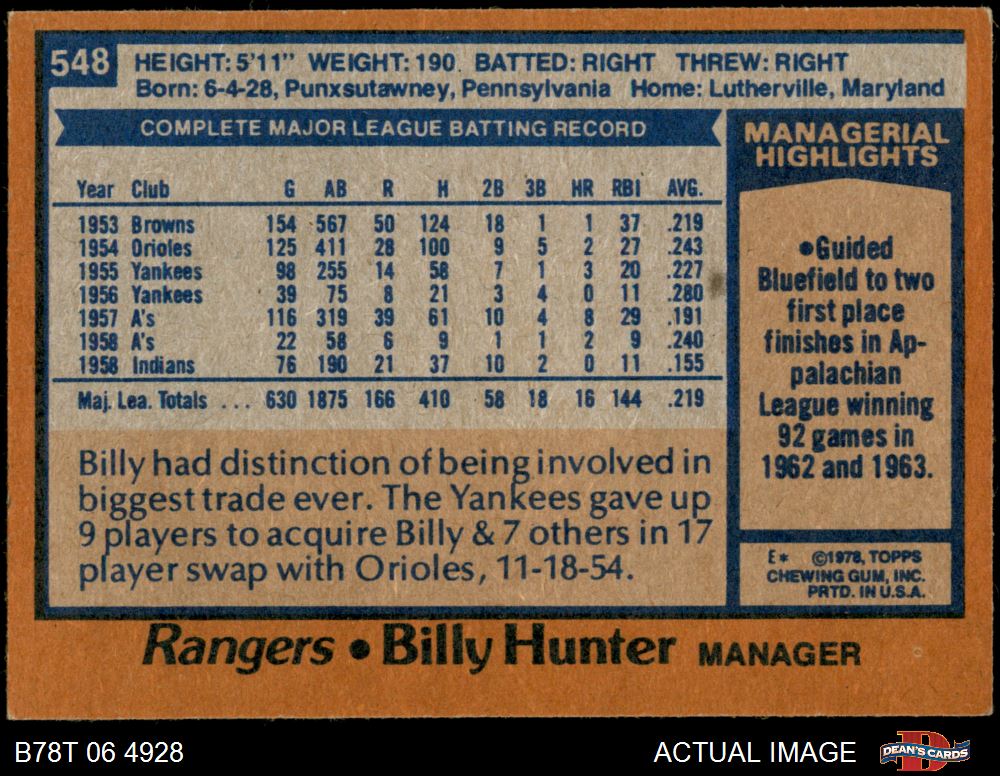 548
HEIGHT: 5'11" WEIGHT: 190 BATTED: RIGHT THREW: RIGHT
Born: 6-4-28, Punxsutawney, Pennsylvania Home: Lutherville, Maryland
COMPLETE MAJOR LEAGUE BATTING RECORD
Year Club G AB R H 2B 3B HR RBI AVG.
1953 Browns 154 567 50 124 18 1 1 37 .219
1954 Orioles 125 411 28 100 9 5 2 27 .243
1955 Yankees 98 255 14 58 7 1 3 20 .227
1956 Yankees 39 75 8 21 3 4 0 11 .280
1957 A's 116 319 39 61 10 4 8 29 .191
1958 A's 22 58 6 9 1 1 2 9 .240
1958 Indians 76 190 21 37 10 2 0 11 .155
Maj. Lea. Totals ... 630 1875 166 410 58 18 16 144 .219
Billy had distinction of being involved in
biggest trade ever. The Yankees gave up
9 players to acquire Billy & 7 others in 17
player swap with Orioles, 11-18-54.
MANAGERIAL
HIGHLIGHTS
•Guided
Bluefield to two
first place
finishes in Ap-
palachian
League winning
92 games in
1962 and 1963.
E* ©1978, TOPPS
CHEWING GUM, INC.
PRTD. IN U.S.A.
Rangers • Billy Hunter MANAGER
B78T 06 4928
ACTUAL IMAGE
D
DEAN'S CARDS